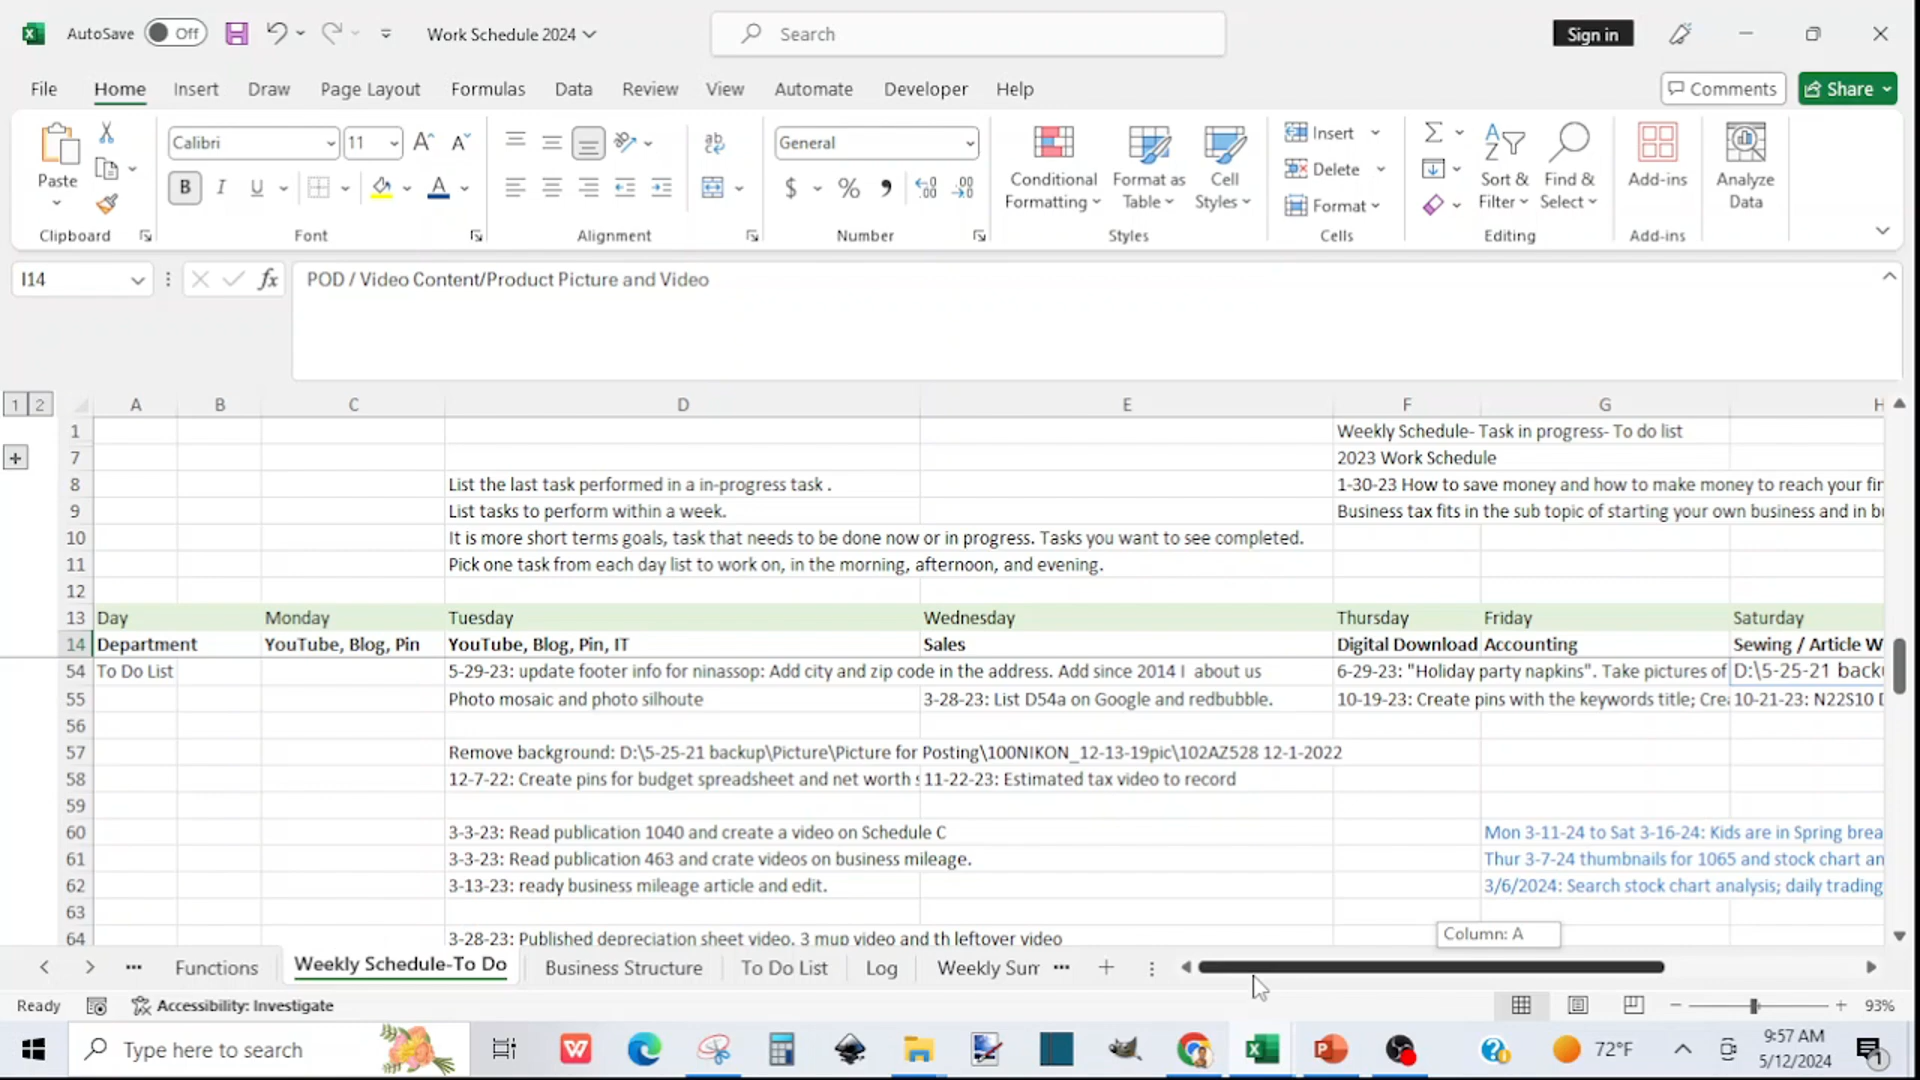 AutoSave Off Work Schedule 2024 Search Sign in
File Home Insert Draw Page Layout Formulas Data Review View Automate Developer Help Comments Share
Paste Calibri 11 General Conditional Formatting Format as Table Cell Styles Insert Delete Format Sort & Filter Find & Select Add-ins Analyze Data
Clipboard Font Alignment Number Styles Cells Editing Add-ins
I14 fx POD / Video Content/Product Picture and Video
1 2 A B C D E F G H
1 Weekly Schedule- Task in progress- To do list
7 2023 Work Schedule
8 List the last task performed in a in-progress task . 1-30-23 How to save money and how to make money to reach your fin
9 List tasks to perform within a week. Business tax fits in the sub topic of starting your own business and in bu
10 It is more short terms goals, task that needs to be done now or in progress. Tasks you want to see completed.
11 Pick one task from each day list to work on, in the morning, afternoon, and evening.
12
13 Day Monday Tuesday Wednesday Thursday Friday Saturday
14 Department YouTube, Blog, Pin YouTube, Blog, Pin, IT Sales Digital Download Accounting Sewing / Article W
54 To Do List 5-29-23: update footer info for ninassop: Add city and zip code in the address. Add since 2014 I about us 6-29-23: "Holiday party napkins". Take pictures of D:\5-25-21 backu
55 Photo mosaic and photo silhoute 3-28-23: List D54a on Google and redbubble. 10-19-23: Create pins with the keywords title; Crea 10-21-23: N22S10 D
56
57 Remove background: D:\5-25-21 backup\Picture\Picture for Posting\100NIKON_12-13-19pic\102AZ528 12-1-2022
58 12-7-22: Create pins for budget spreadsheet and net worth s 11-22-23: Estimated tax video to record
59
60 3-3-23: Read publication 1040 and create a video on Schedule C Mon 3-11-24 to Sat 3-16-24: Kids are in Spring brea
61 3-3-23: Read publication 463 and crate videos on business mileage. Thur 3-7-24 thumbnails for 1065 and stock chart an
62 3-13-23: ready business mileage article and edit. 3/6/2024: Search stock chart analysis; daily trading
63
64 3-28-23: Published depreciation sheet video, 3 mup video and th leftover video
Column: A
Functions Weekly Schedule-To Do Business Structure To Do List Log Weekly Sum
Ready Accessibility: Investigate 93%
Type here to search 72°F 9:57 AM
5/12/2024